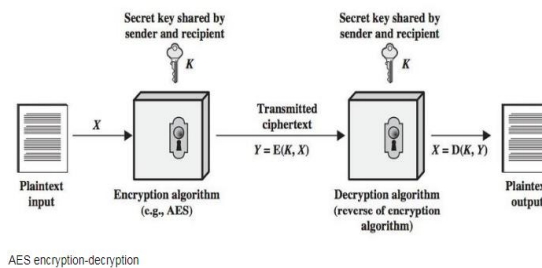 Secret key shared by
sender and recipient
K
Secret key shared by
sender and recipient
K
X
Transmitted
ciphertext
Y = E(K, X)
X = D(K, Y)
Plaintext
input
Encryption algorithm
(e.g., AES)
Decryption algorithm
(reverse of encryption
algorithm)
Plaintext
output
AES encryption-decryption